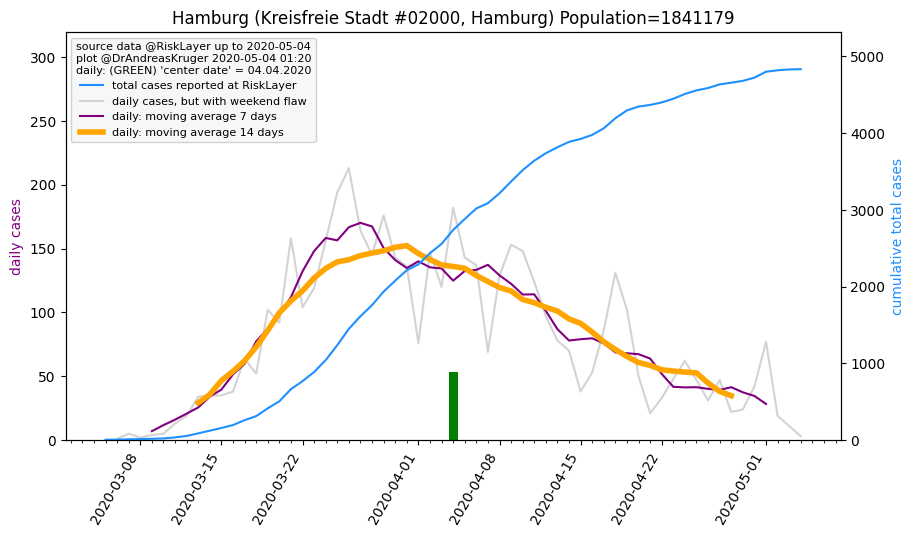 Hamburg (Kreisfreie Stadt #02000, Hamburg) Population=1841179
source data @RiskLayer up to 2020-05-04
plot @DrAndreasKruger 2020-05-04 01:20
daily: (GREEN) 'center date' = 04.04.2020
total cases reported at RiskLayer
daily cases, but with weekend flaw
daily: moving average 7 days
daily: moving average 14 days
daily cases
300
250
200
150
100
50
0
5000
4000
3000
2000
1000
0
cumulative total cases
2020-03-08
2020-03-15
2020-03-22
2020-04-01
2020-04-08
2020-04-15
2020-04-22
2020-05-01